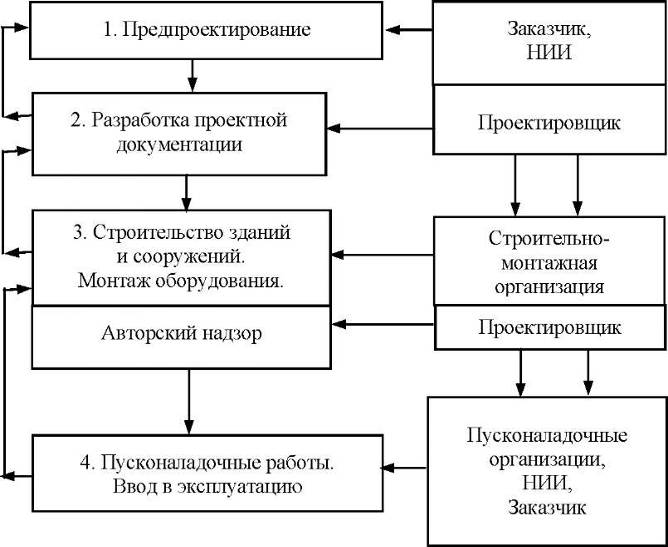 1. Предпроектирование
Заказчик,
НИИ
2. Разработка проектной
документации
Проектировщик
3. Строительство зданий
и сооружений.
Монтаж оборудования.
Строительно-
монтажная
организация
Авторский надзор
Проектировщик
4. Пусконаладочные работы.
Ввод в эксплуатацию
Пусконаладочные
организации,
НИИ,
Заказчик